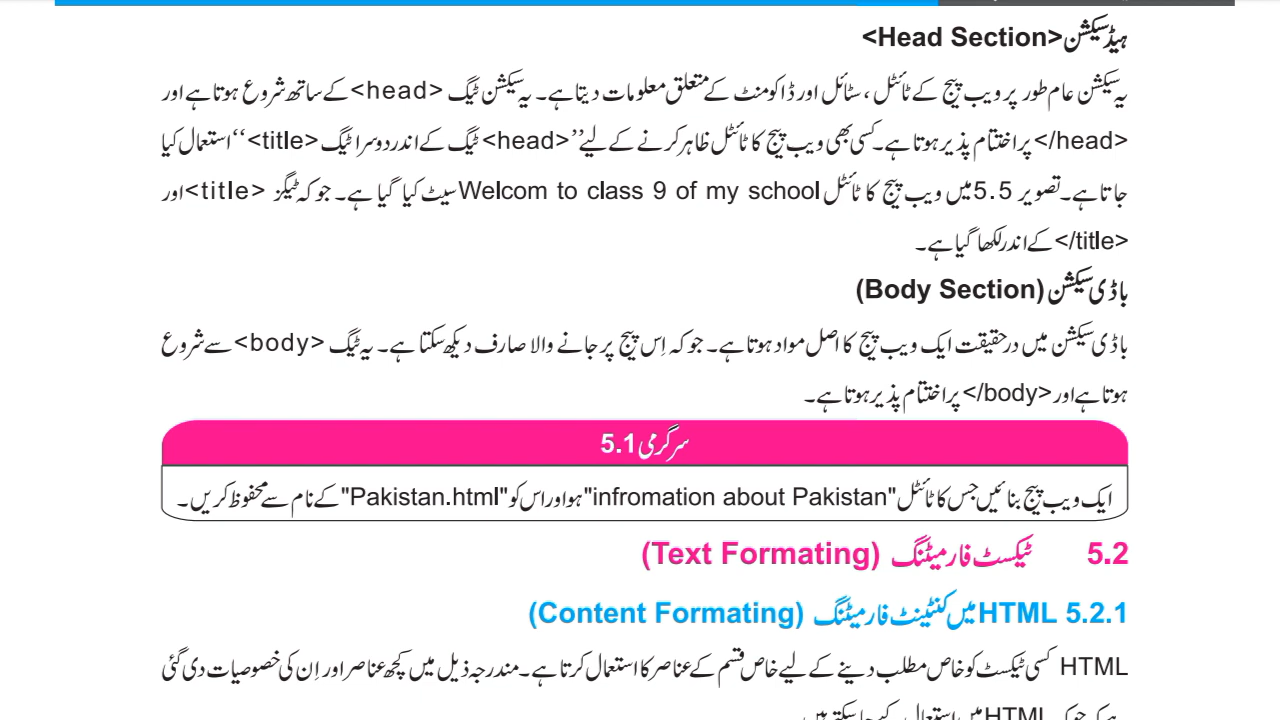 ہیڈ سیکشن <Head Section>
یہ سیکشن عام طور پر ویب پیج کے ٹائٹل، سٹائل اور ڈاکومنٹ کے متعلق معلومات دیتا ہے۔ یہ سیکشن ٹیگ <head> کے ساتھ شروع ہوتا ہے اور
</head> پر اختتام پذیر ہوتا ہے۔ کسی بھی ویب پیج کا ٹائٹل ظاہر کرنے کے لیے ’’<head> ٹیگ کے اندر دوسرا ٹیگ <title>‘‘ استعمال کیا
جاتا ہے۔ تصویر 5.5 میں ویب پیج کا ٹائٹل Welcom to class 9 of my school سیٹ کیا گیا ہے۔ جو کہ ٹیگز <title> اور
</title> کے اندر لکھا گیا ہے۔
باڈی سیکشن (Body Section)
باڈی سیکشن میں درحقیقت ایک ویب پیج کا اصل مواد ہوتا ہے۔ جو کہ اِس پیج پر جانے والا صارف دیکھ سکتا ہے۔ یہ ٹیگ <body> سے شروع
ہوتا ہے اور </body> پر اختتام پذیر ہوتا ہے۔
سرگرمی 5.1
ایک ویب پیج بنائیں جس کا ٹائٹل "infromation about Pakistan" ہو اور اس کو "Pakistan.html" کے نام سے محفوظ کریں۔
5.2 ٹیکسٹ فارمیٹنگ (Text Formating)
5.2.1 HTML میں کنٹینٹ فارمیٹنگ (Content Formating)
HTML کسی ٹیکسٹ کو خاص مطلب دینے کے لیے خاص قسم کے عناصر کا استعمال کرتا ہے۔ مندرجہ ذیل میں کچھ عناصر اور اِن کی خصوصیات دی گئی
HTML میں استعمال کیے جا سکتے ہیں